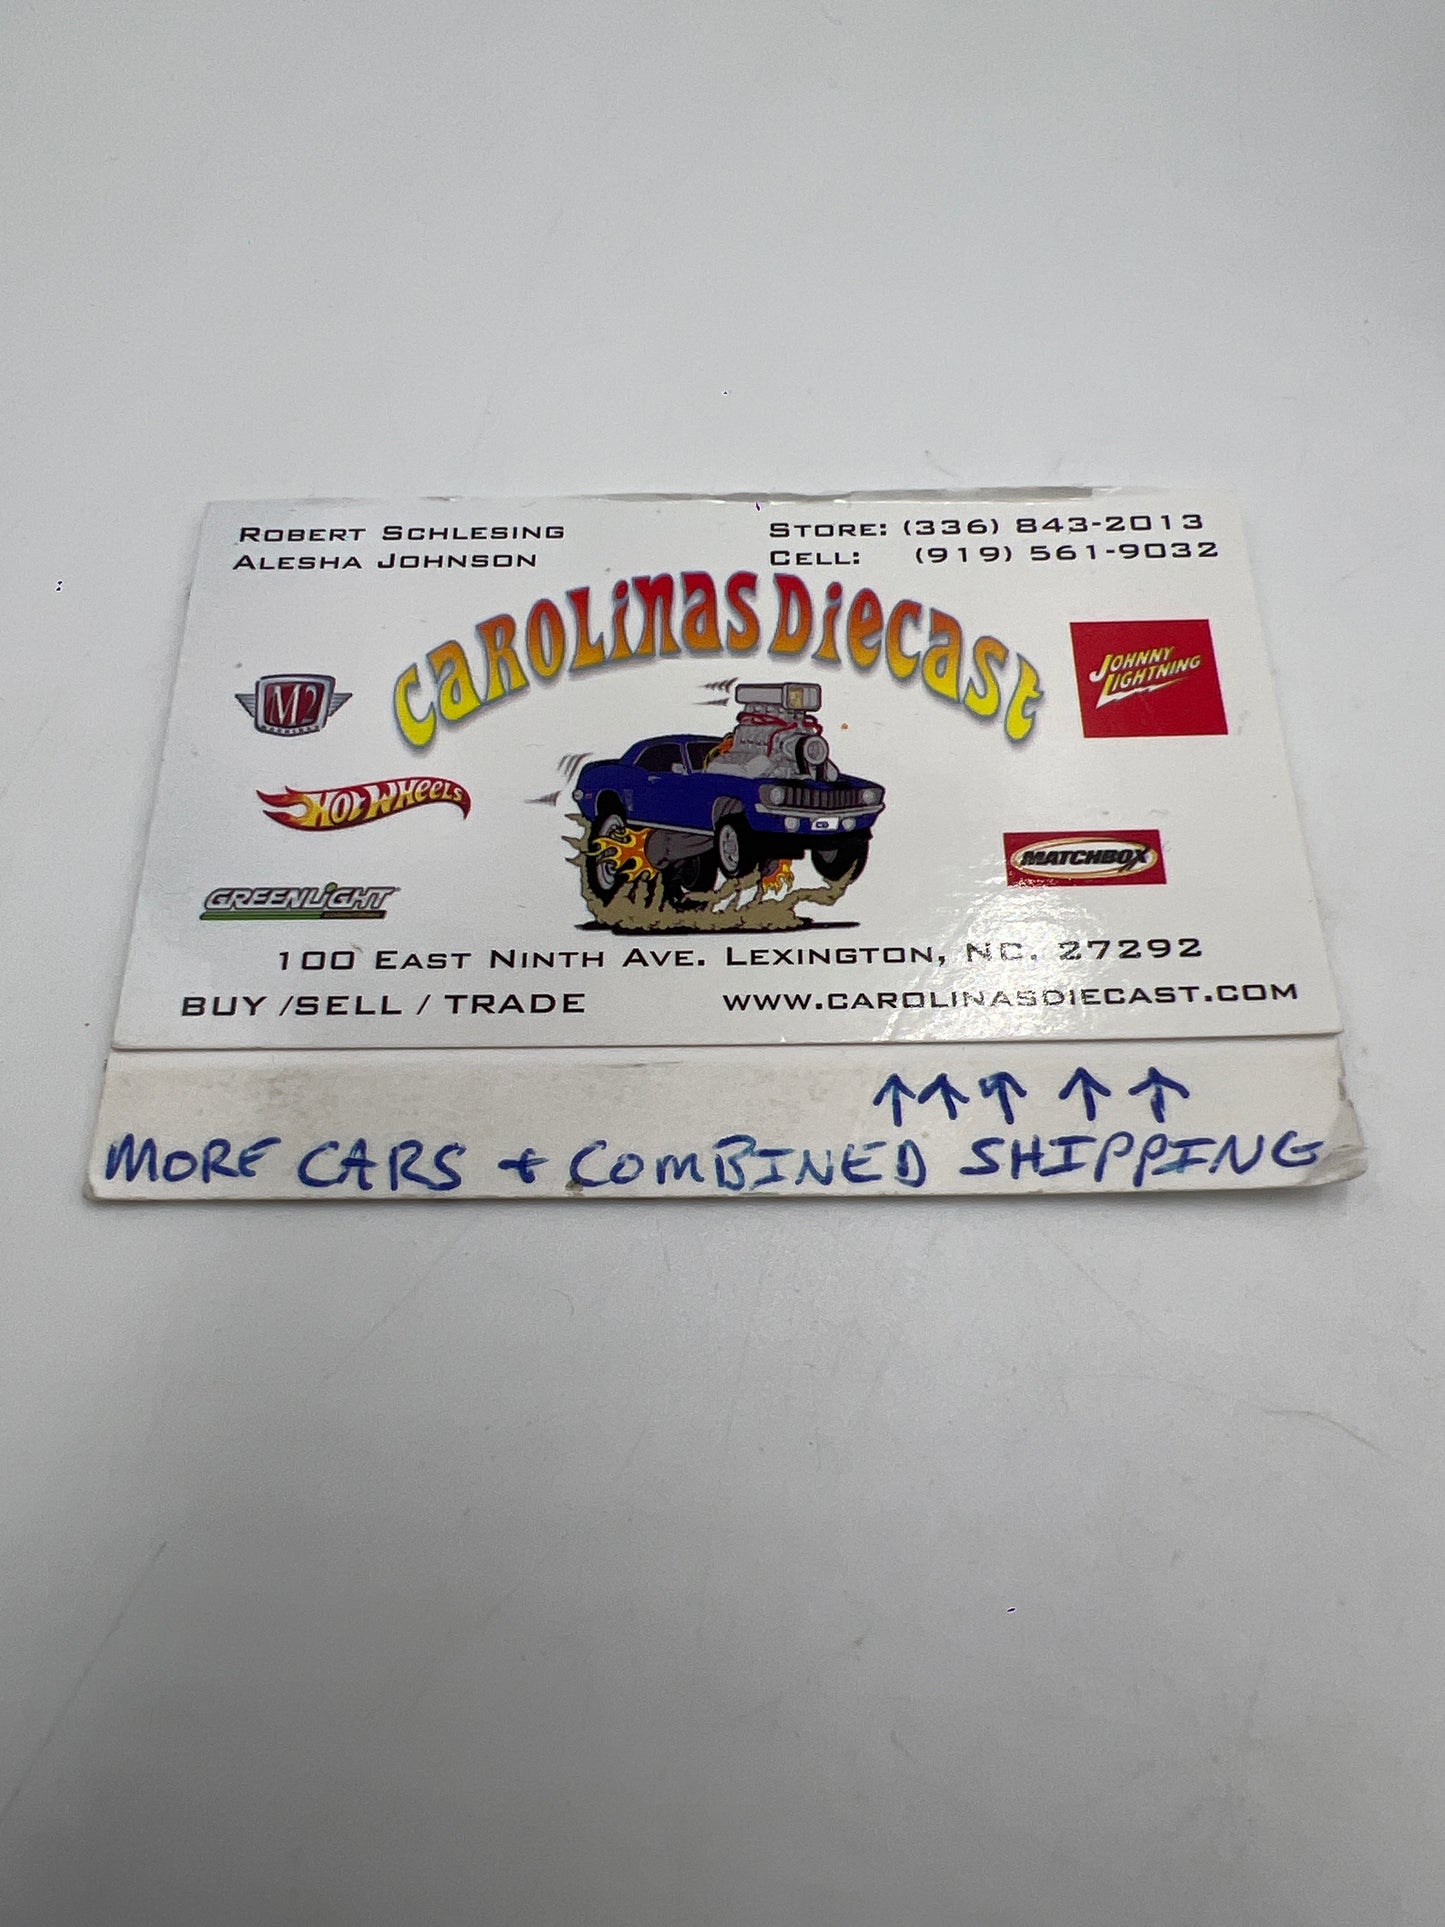 ROBERT SCHLESING
ALESHA JOHNSON
STORE: (336) 843-2013
CELL: (919) 561-9032
CAROLINAS DIECAST
M2
MACHINES
JOHNNY
LIGHTNING
HOT WHEELS
MATCHBOX
GREENLIGHT
100 EAST NINTH AVE. LEXINGTON, NC. 27292
BUY /SELL / TRADE
WWW.CAROLINASDIECAST.COM
↑ ↑ ↑ ↑ ↑
MORE CARS + COMBINED SHIPPING